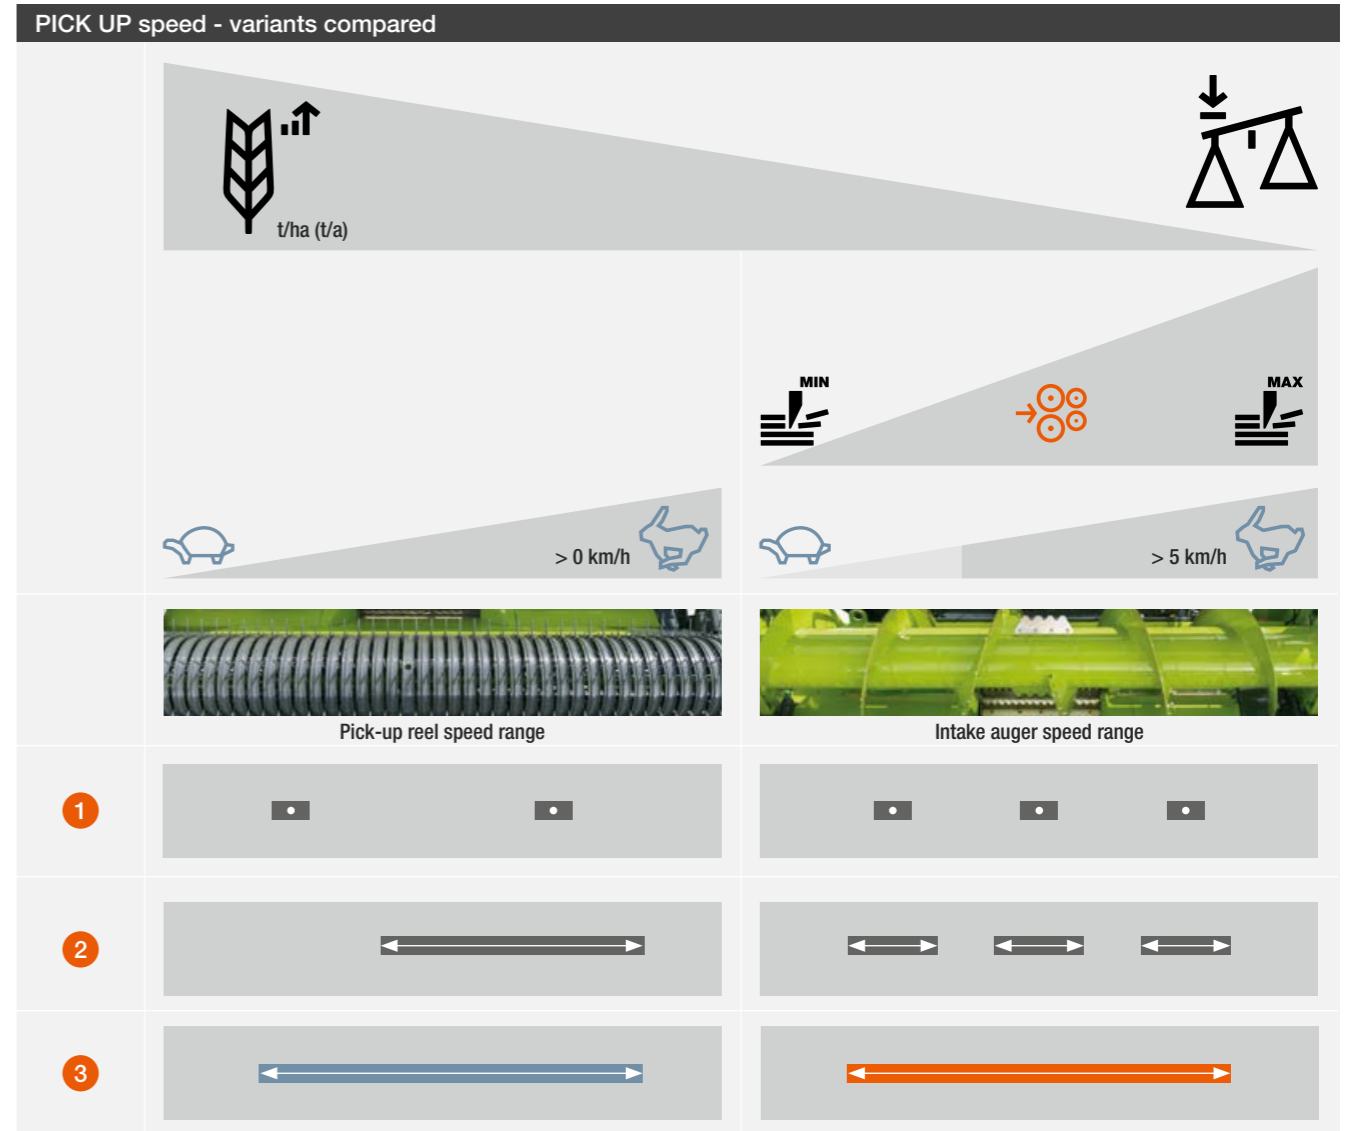 PICK UP speed - variants compared
t/ha (t/a)
MIN
MAX
> 0 km/h
> 5 km/h
Pick-up reel speed range
Intake auger speed range
1
2
3